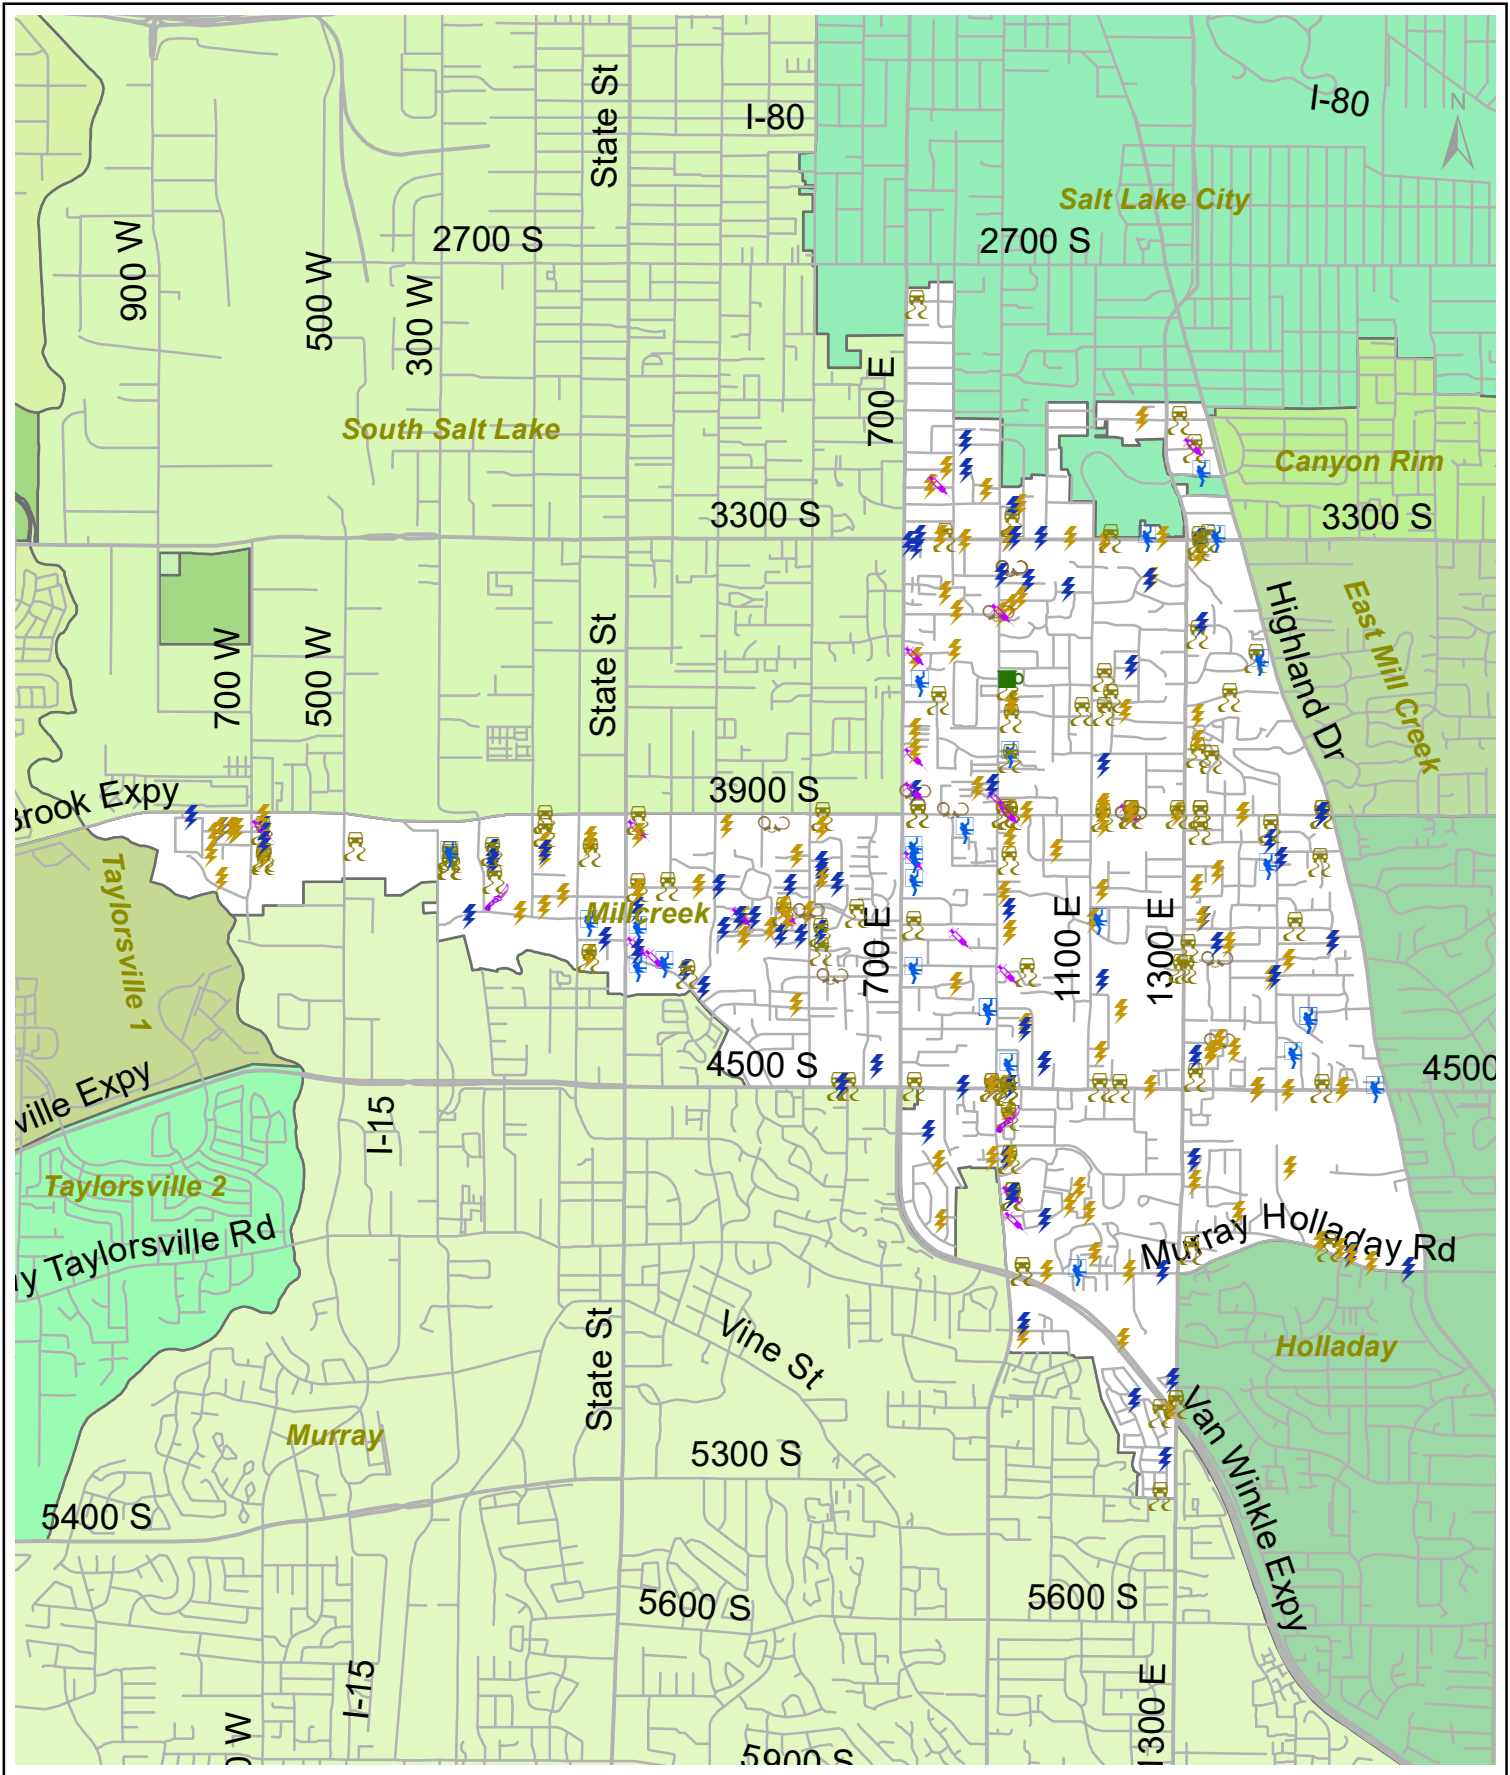 I-80
I-80
N
State St
Salt Lake City
2700 S
2700 S
900 W
500 W
300 W
700 E
South Salt Lake
Canyon Rim
3300 S
3300 S
Highland Dr
East Mill Creek
700 W
500 W
State St
3900 S
Brook Expy
Taylorsville 1
Millcreek
700 E
1100 E
1300 E
4500 S
4500
ville Expy
I-15
Taylorsville 2
y Taylorsville Rd
Murray Holladay Rd
State St
Vine St
Holladay
Murray
5300 S
Van Winkle Expy
5400 S
5600 S
5600 S
I-15
1300 E
0 W
5900 S